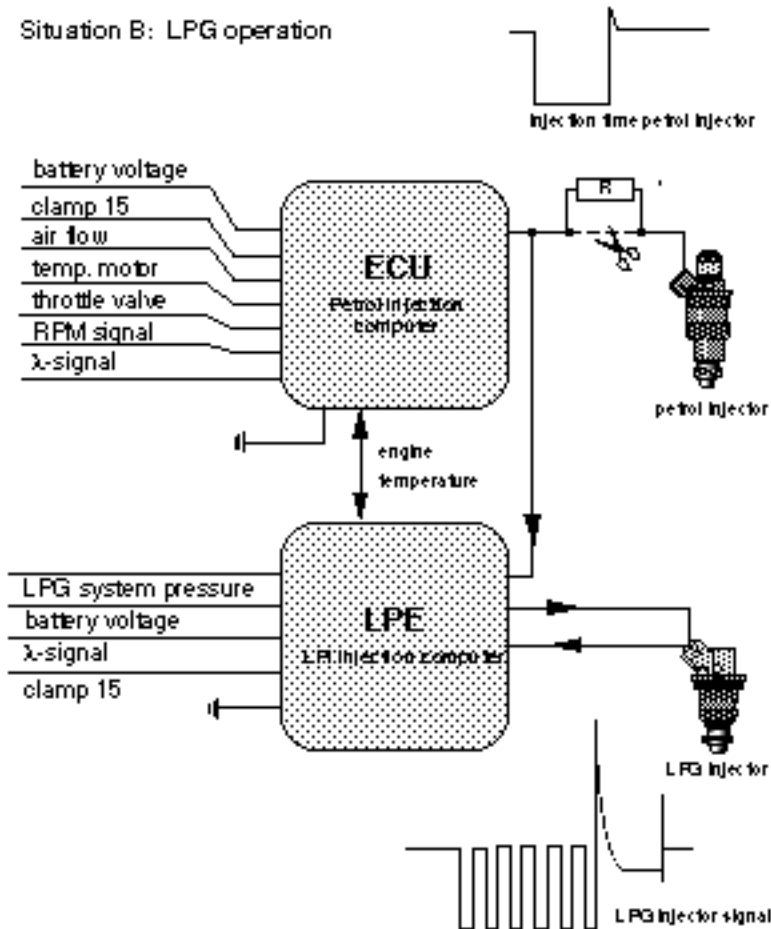 Situation B: LPG operation
injection time petrol injector
battery voltage
clamp 15
air flow
temp. motor
throttle valve
RPM signal
λ-signal
R
ECU
Petrol injection
computer
petrol injector
engine
temperature
LPG system pressure
battery voltage
λ-signal
clamp 15
LPE
LPI injection computer
LPG injector
LPG injector signal